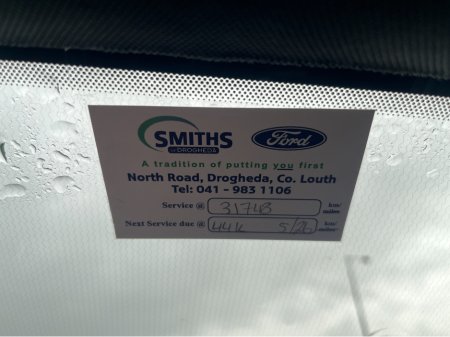 SMITHS
OF DROGHEDA
Ford
A tradition of putting you first
North Road, Drogheda, Co. Louth
Tel: 041 - 983 1106
Service @ 31748 km/ miles
Next Service due @ 44k 5/26 km/ miles